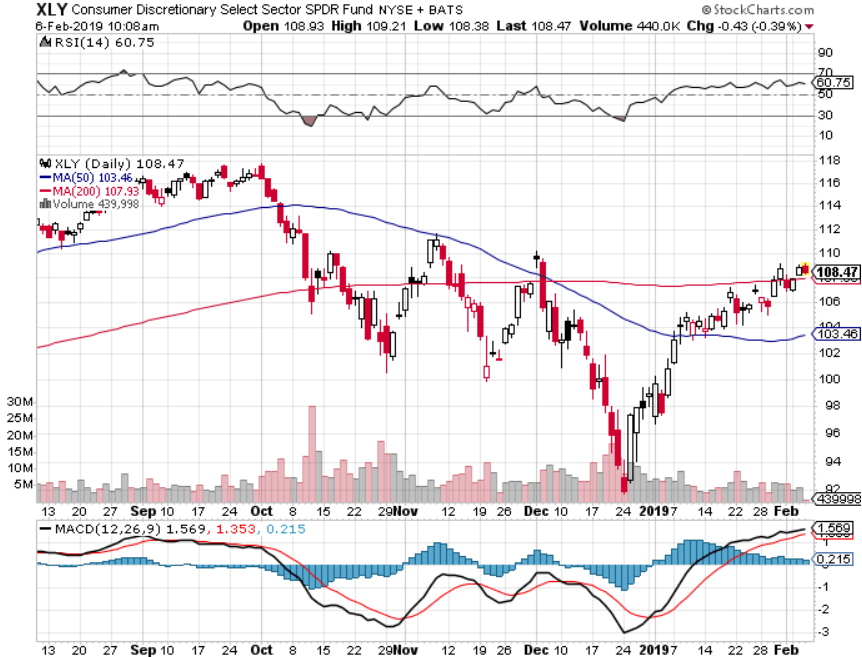 XLY Consumer Discretionary Select Sector SPDR Fund NYSE + BATS © StockCharts.com
6-Feb-2019 10:08am Open 108.93 High 109.21 Low 108.38 Last 108.47 Volume 440.0K Chg -0.43 (-0.39%)
RSI(14) 60.75
90
70
60.75
50
30
10
XLY (Daily) 108.47
MA(50) 103.46
MA(200) 107.93
Volume 439,998
118
116
114
112
110
108.47
106
104
103.46
102
100
98
96
94
92
30M
25M
20M
15M
10M
5M
439998
13 20 27 Sep 10 17 24 Oct 8 15 22 29 Nov 12 19 26 Dec 10 17 24 2019 7 14 22 28 Feb
MACD(12,26,9) 1.569, 1.353, 0.215
1.569
0.215
-1
-2
-3
13 20 27 Sep 10 17 24 Oct 8 15 22 29 Nov 12 19 26 Dec 10 17 24 2019 7 14 22 28 Feb